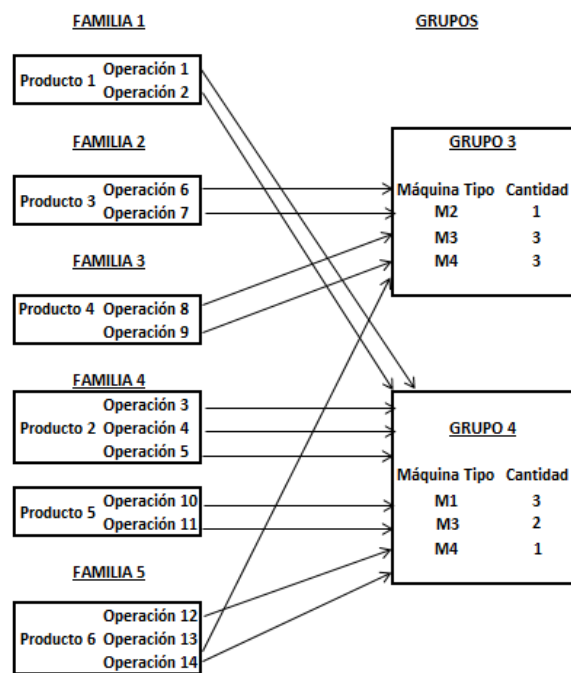 FAMILIA 1
Producto 1
Operación 1
Operación 2
FAMILIA 2
Producto 3
Operación 6
Operación 7
FAMILIA 3
Producto 4 Operación 8
Operación 9
FAMILIA 4
Operación 3
Producto 2 Operación 4
Operación 5
Producto 5
Operación 10
Operación 11
FAMILIA 5
Operación 12
Producto 6 Operación 13
Operación 14
GRUPOS
GRUPO 3
Máquina Tipo Cantidad
M2 1
M3 3
M4 3
GRUPO 4
Máquina Tipo Cantidad
M1 3
M3 2
M4 1